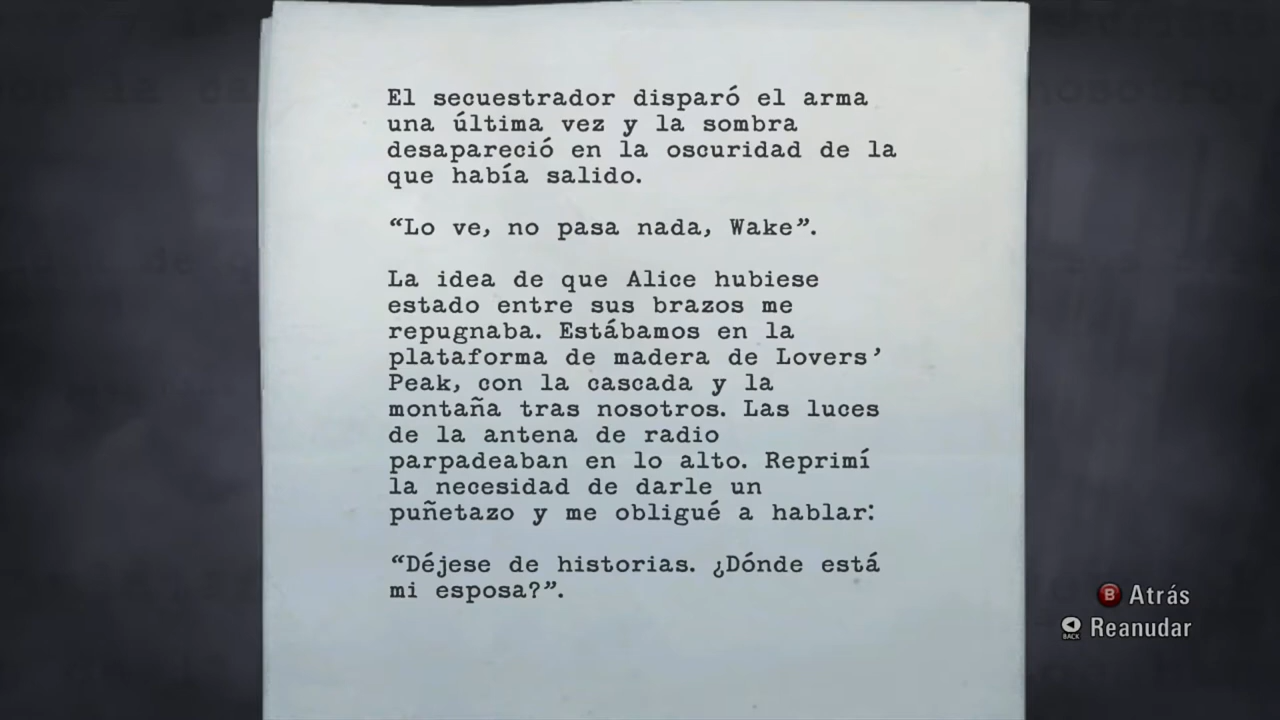 El secuestrador disparó el arma
una última vez y la sombra
desapareció en la oscuridad de la
que había salido.
“Lo ve, no pasa nada, Wake”.
La idea de que Alice hubiese
estado entre sus brazos me
repugnaba. Estábamos en la
plataforma de madera de Lovers’
Peak, con la cascada y la
montaña tras nosotros. Las luces
de la antena de radio
parpadeaban en lo alto. Reprimí
la necesidad de darle un
puñetazo y me obligué a hablar:
“Déjese de historias. ¿Dónde está
mi esposa?”.
B Atrás
BACK Reanudar